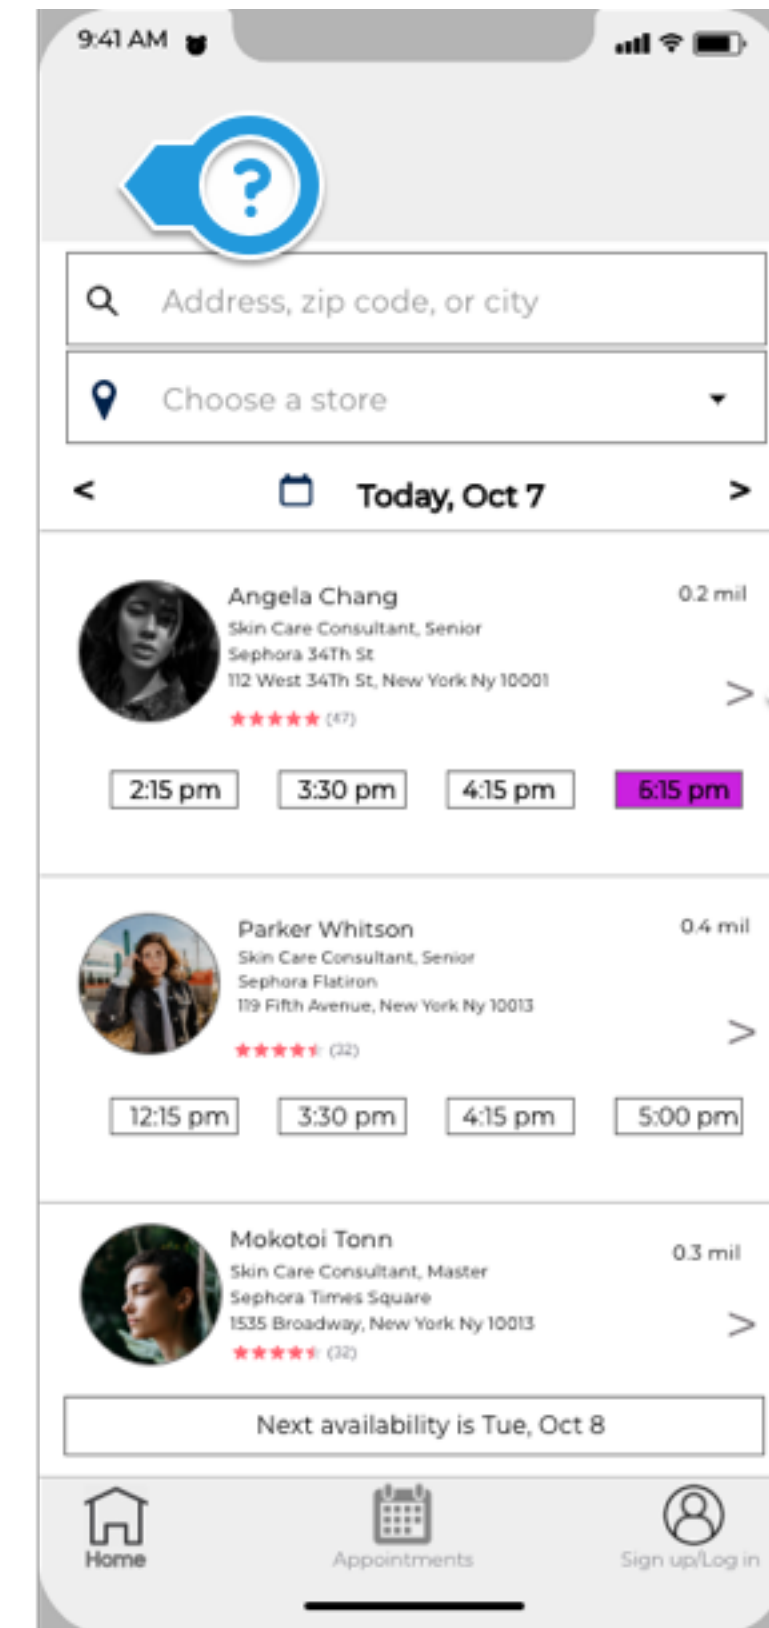 9:41 AM
?
Address, zip code, or city
Choose a store
< Today, Oct 7 >
Angela Chang
0.2 mil
Skin Care Consultant, Senior
Sephora 34Th St
112 West 34Th St, New York Ny 10001
>
(47)
2:15 pm 3:30 pm 4:15 pm 6:15 pm
Parker Whitson
0.4 mil
Skin Care Consultant, Senior
Sephora Flatiron
119 Fifth Avenue, New York Ny 10013
>
(32)
12:15 pm 3:30 pm 4:15 pm 5:00 pm
Mokotoi Tonn
0.3 mil
Skin Care Consultant, Master
Sephora Times Square
1535 Broadway, New York Ny 10013
>
(32)
Next availability is Tue, Oct 8
Home Appointments Sign up/Log in